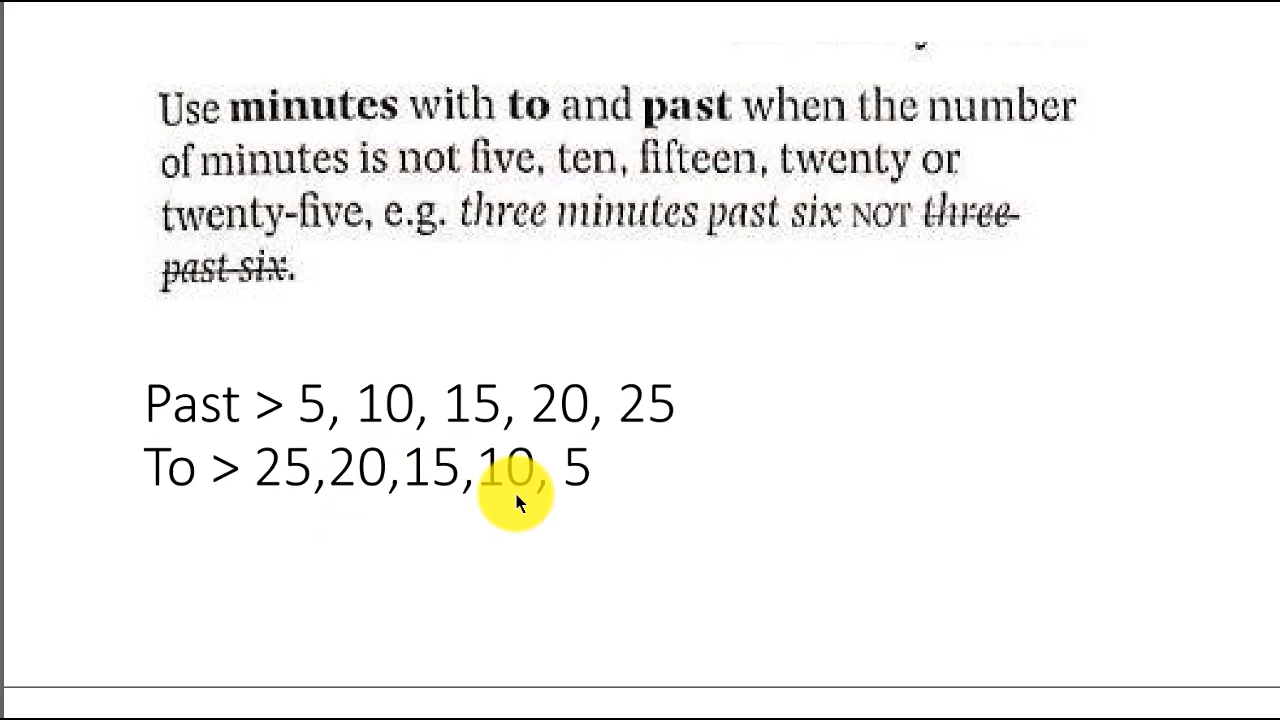 Use minutes with to and past when the number
of minutes is not five, ten, fifteen, twenty or
twenty-five, e.g. three minutes past six NOT three
past six.
Past > 5, 10, 15, 20, 25
To > 25,20,15,10, 5